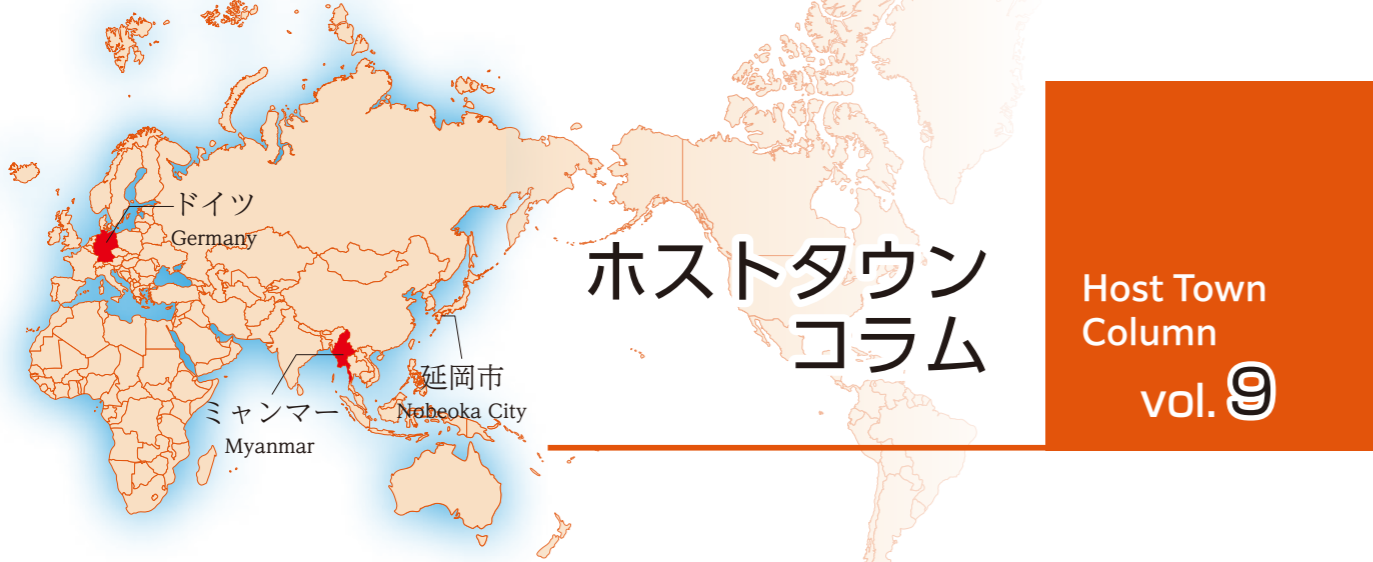 ドイツ
Germany
ミャンマー
Myanmar
延岡市
Nobeoka City
ホストタウン
コラム
Host Town
Column
vol. 9